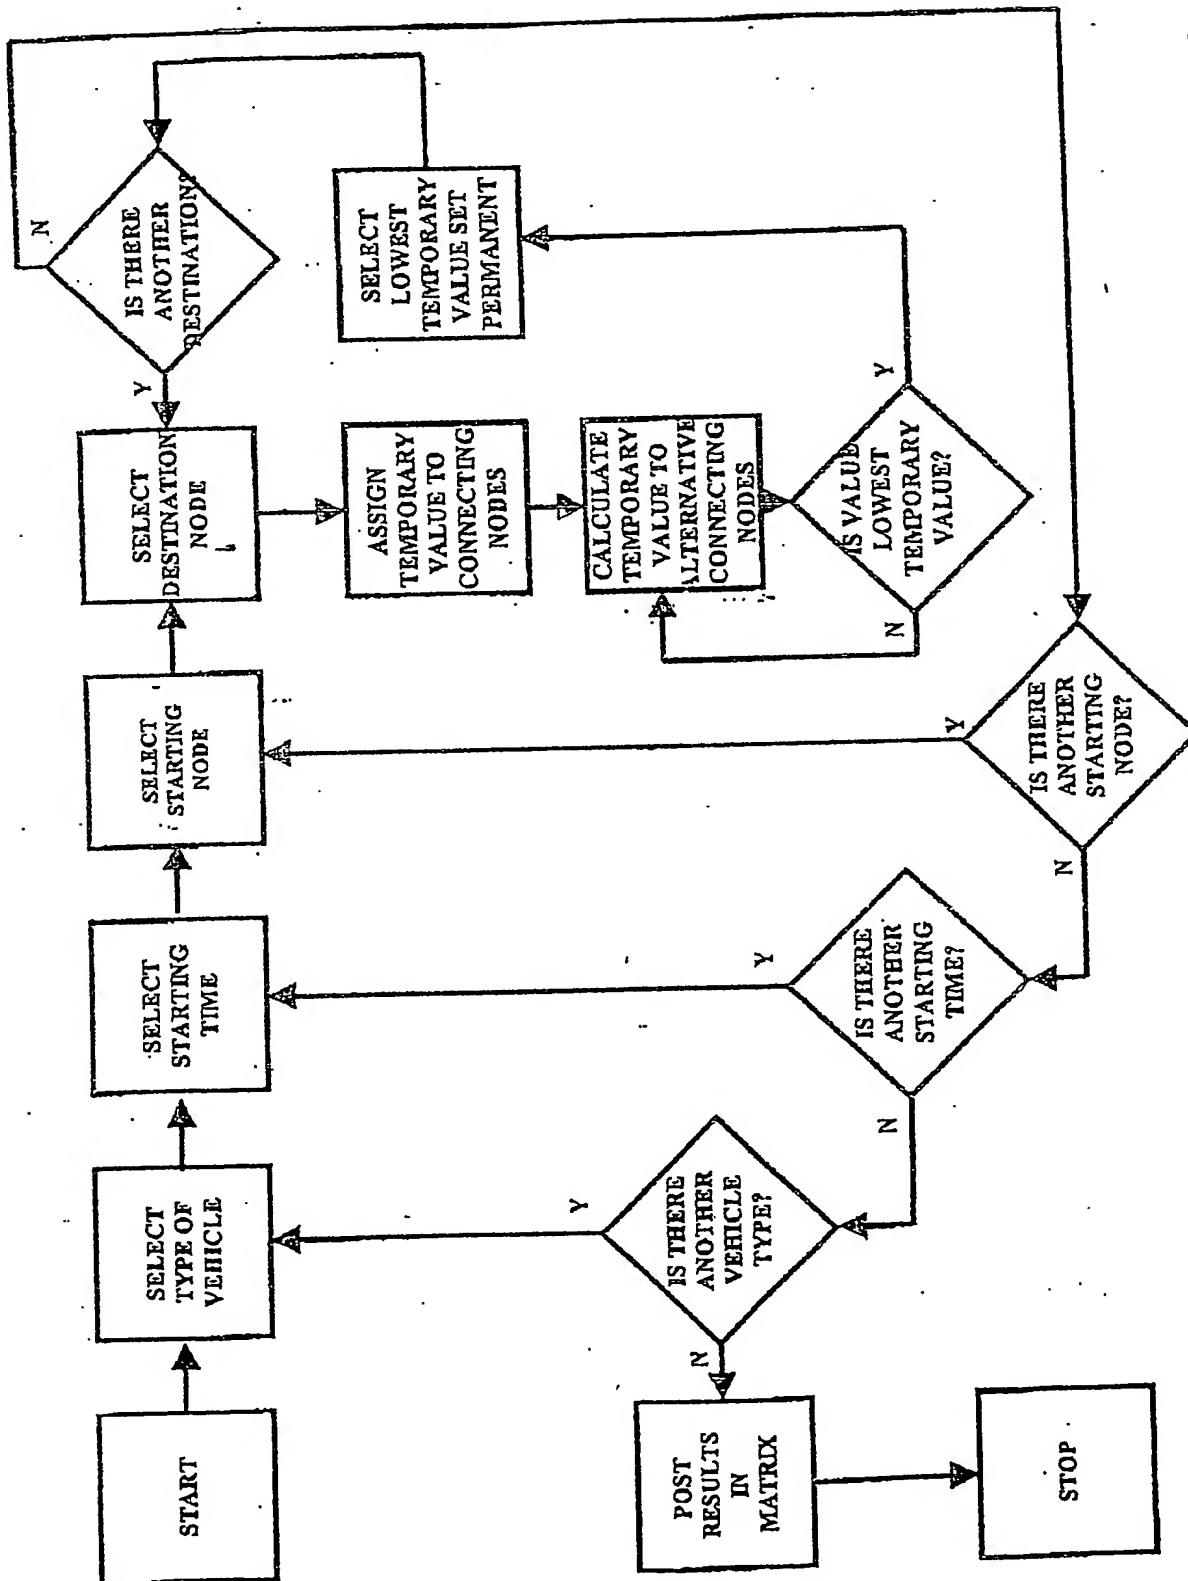 START
SELECT
TYPE OF
VEHICLE
SELECT
STARTING
TIME
SELECT
STARTING
NODE
SELECT
DESTINATION
NODE
IS THERE
ANOTHER
DESTINATION?
N
Y
ASSIGN
TEMPORARY
VALUE TO
CONNECTING
NODES
SELECT
LOWEST
TEMPORARY
VALUE SET
PERMANENT
CALCULATE
TEMPORARY
VALUE TO
ALTERNATIVE
CONNECTING
NODES
IS VALUE
LOWEST
TEMPORARY
VALUE?
Y
N
IS THERE
ANOTHER
STARTING
NODE?
Y
N
IS THERE
ANOTHER
STARTING
TIME?
Y
N
IS THERE
ANOTHER
VEHICLE
TYPE?
Y
N
POST
RESULTS
IN
MATRIX
STOP